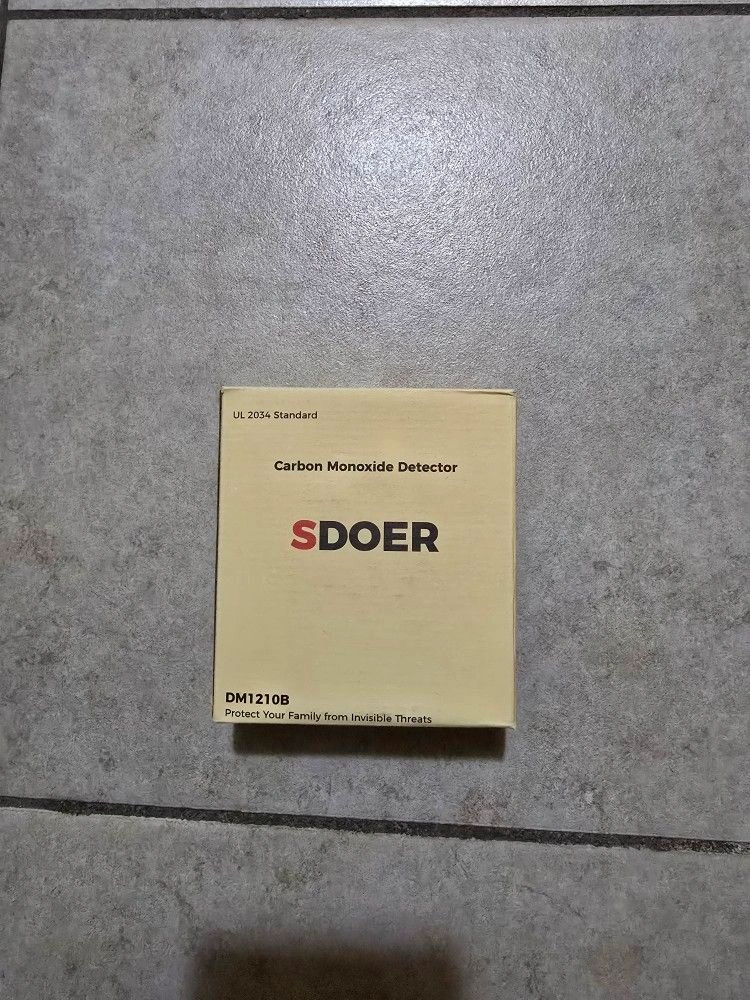 UL 2034 Standard
Carbon Monoxide Detector
SDOER
DM1210B
Protect Your Family from Invisible Threats